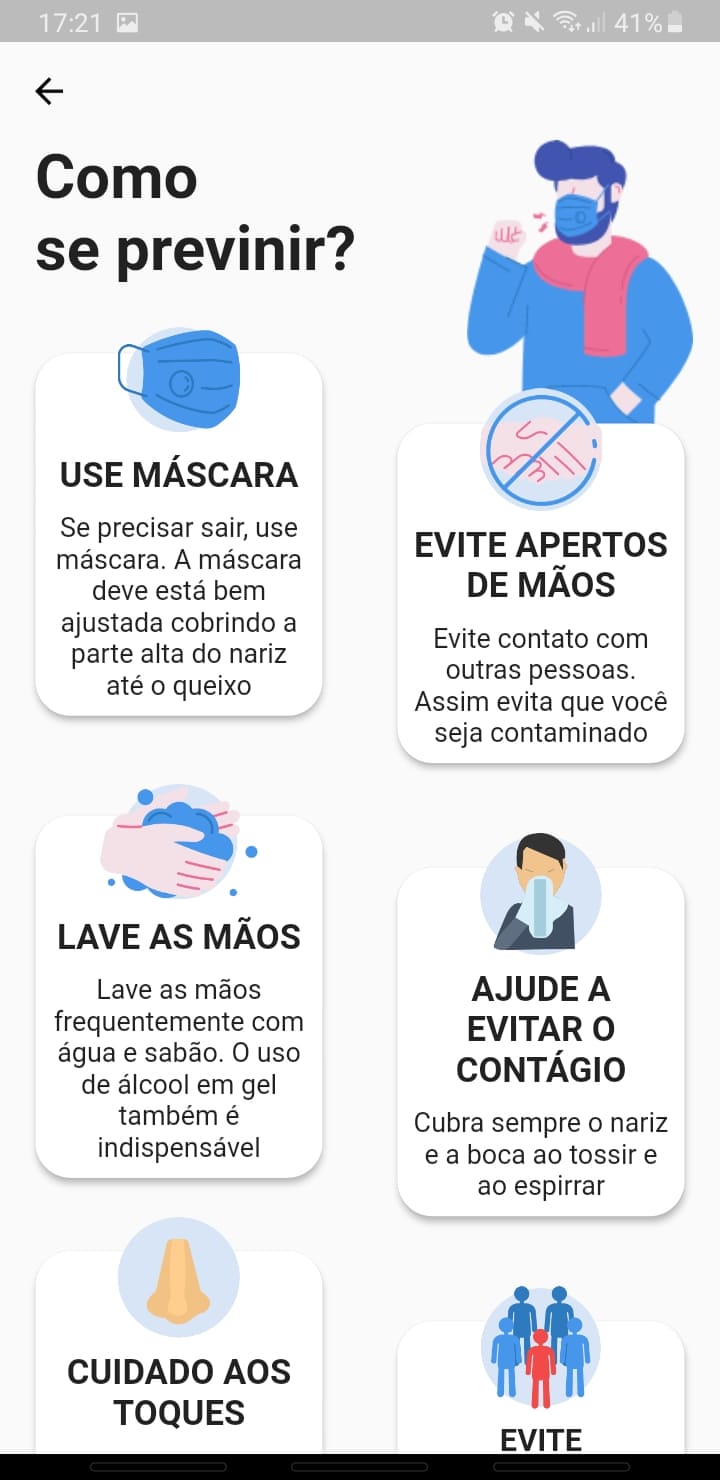 17:21
41%
Como
se previnir?
USE MÁSCARA
Se precisar sair, use
máscara. A máscara
deve está bem
ajustada cobrindo a
parte alta do nariz
até o queixo
EVITE APERTOS
DE MÃOS
Evite contato com
outras pessoas.
Assim evita que você
seja contaminado
LAVE AS MÃOS
Lave as mãos
frequentemente com
água e sabão. O uso
de álcool em gel
também é
indispensável
AJUDE A
EVITAR O
CONTÁGIO
Cubra sempre o nariz
e a boca ao tossir e
ao espirrar
CUIDADO AOS
TOQUES
EVITE